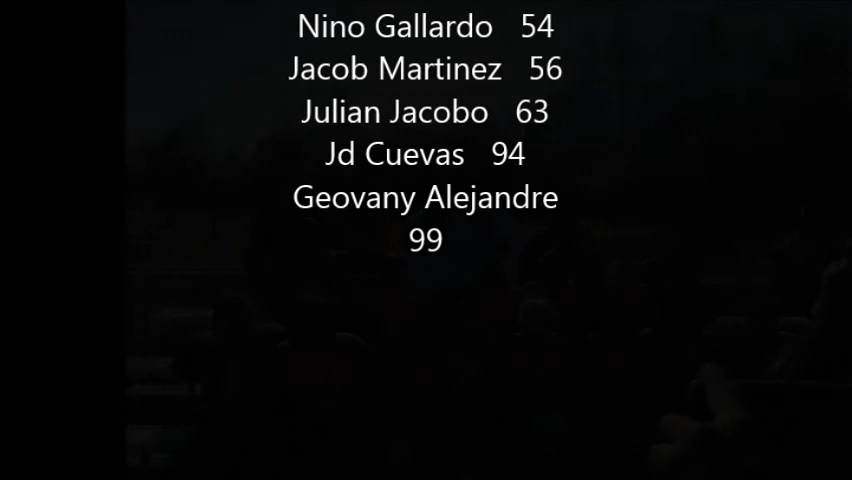 Nino Gallardo 54
Jacob Martinez 56
Julian Jacobo 63
Jd Cuevas 94
Geovany Alejandre
99